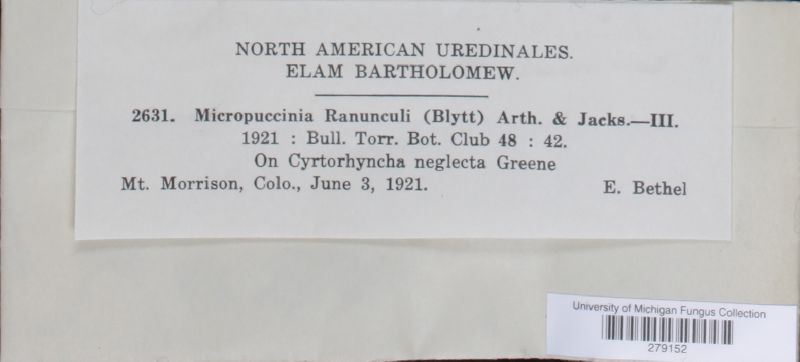 NORTH AMERICAN UREDINALES.
ELAM BARTHOLOMEW.
2631. Micropuccinia Ranunculi (Blytt) Arth. & Jacks.—III.
1921 : Bull. Torr. Bot. Club 48 : 42.
On Cyrtorhyncha neglecta Greene
Mt. Morrison, Colo., June 3, 1921. E. Bethel
University of Michigan Fungus Collection
279152